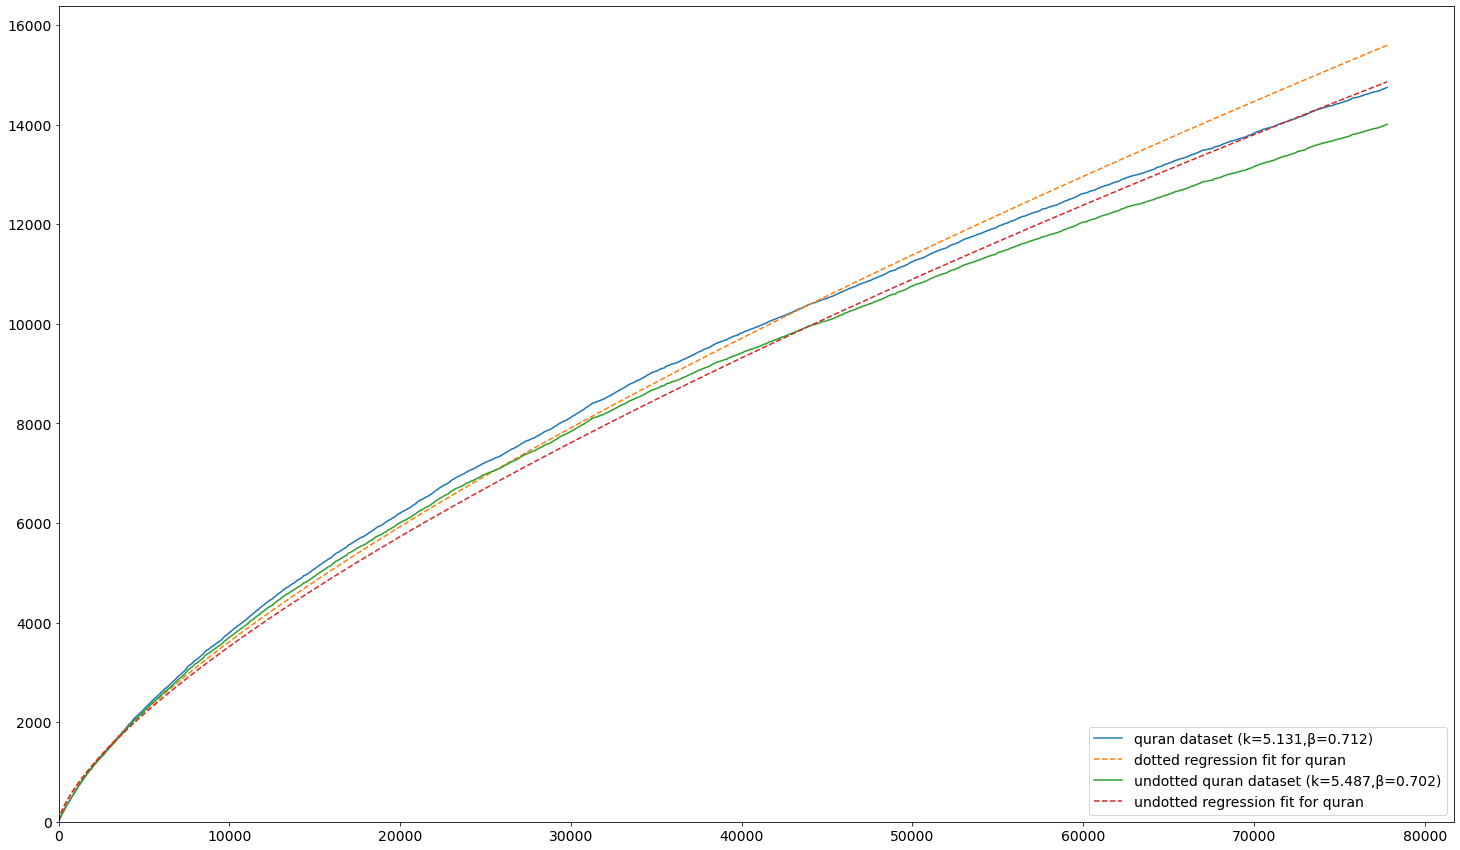 16000
14000
12000
10000
8000
6000
4000
2000
0
0 10000 20000 30000 40000 50000 60000 70000 80000
quran dataset (k=5.131,β=0.712)
dotted regression fit for quran
undotted quran dataset (k=5.487,β=0.702)
undotted regression fit for quran